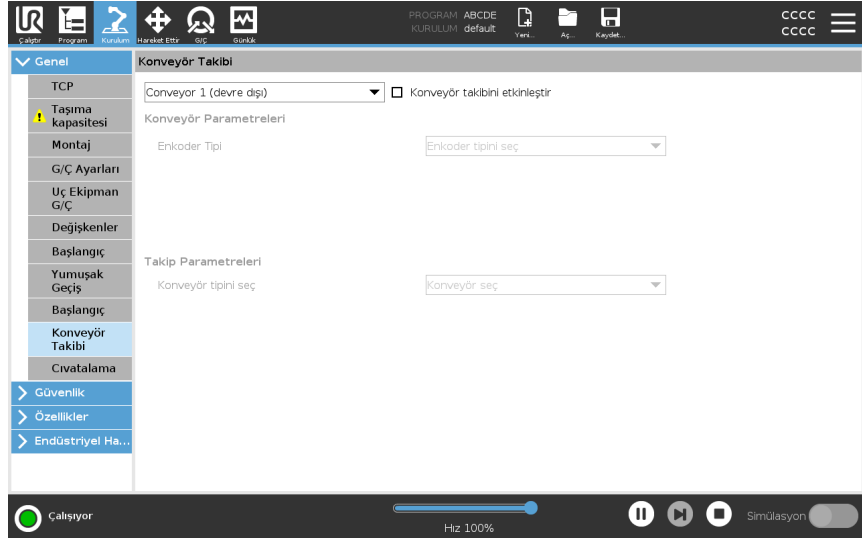 PROGRAM ABCDE
KURULUM default
CCCC
CCCC
Çalıştır Program Kurulum Hareket Ettir G/Ç Günlük Yeni... Aç... Kaydet...
Genel
Konveyör Takibi
TCP
Conveyor 1 (devre dışı)
Konveyör takibini etkinleştir
Taşıma
kapasitesi
Konveyör Parametreleri
Montaj
Enkoder Tipi
Enkoder tipini seç
G/Ç Ayarları
Uç Ekipman
G/Ç
Değişkenler
Başlangıç
Takip Parametreleri
Yumuşak
Geçiş
Konveyör tipini seç
Konveyör seç
Başlangıç
Konveyör
Takibi
Cıvatalama
Güvenlik
Özellikler
Endüstriyel Ha...
Çalışıyor
Hız 100%
Simülasyon